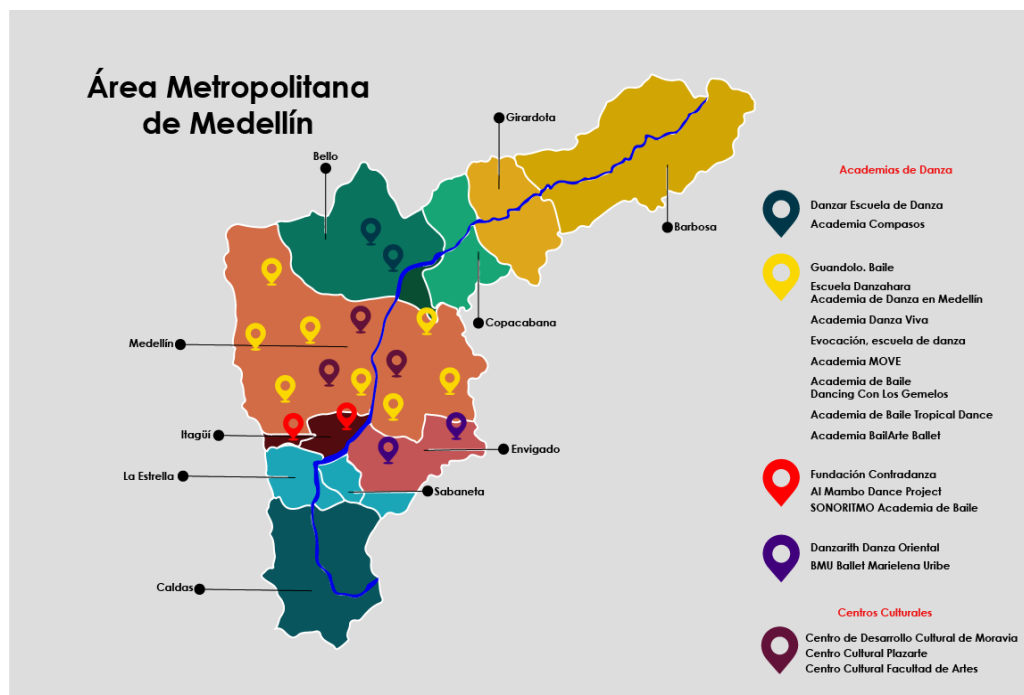 Área Metropolitana
de Medellín
Girardota
Bello
Barbosa
Copacabana
Medellín
Itagüí
Envigado
La Estrella
Sabaneta
Caldas
Academias de Danza
Danzar Escuela de Danza
Academia Compasos
Guandolo. Baile
Escuela Danzahara
Academia de Danza en Medellín
Academia Danza Viva
Evocación, escuela de danza
Academia MOVE
Academia de Baile
Dancing Con Los Gemelos
Academia de Baile Tropical Dance
Academia BailArte Ballet
Fundación Contradanza
Al Mambo Dance Project
SONORITMO Academia de Baile
Danzarith Danza Oriental
BMU Ballet Marielena Uribe
Centros Culturales
Centro de Desarrollo Cultural de Moravia
Centro Cultural Plazarte
Centro Cultural Facultad de Artes